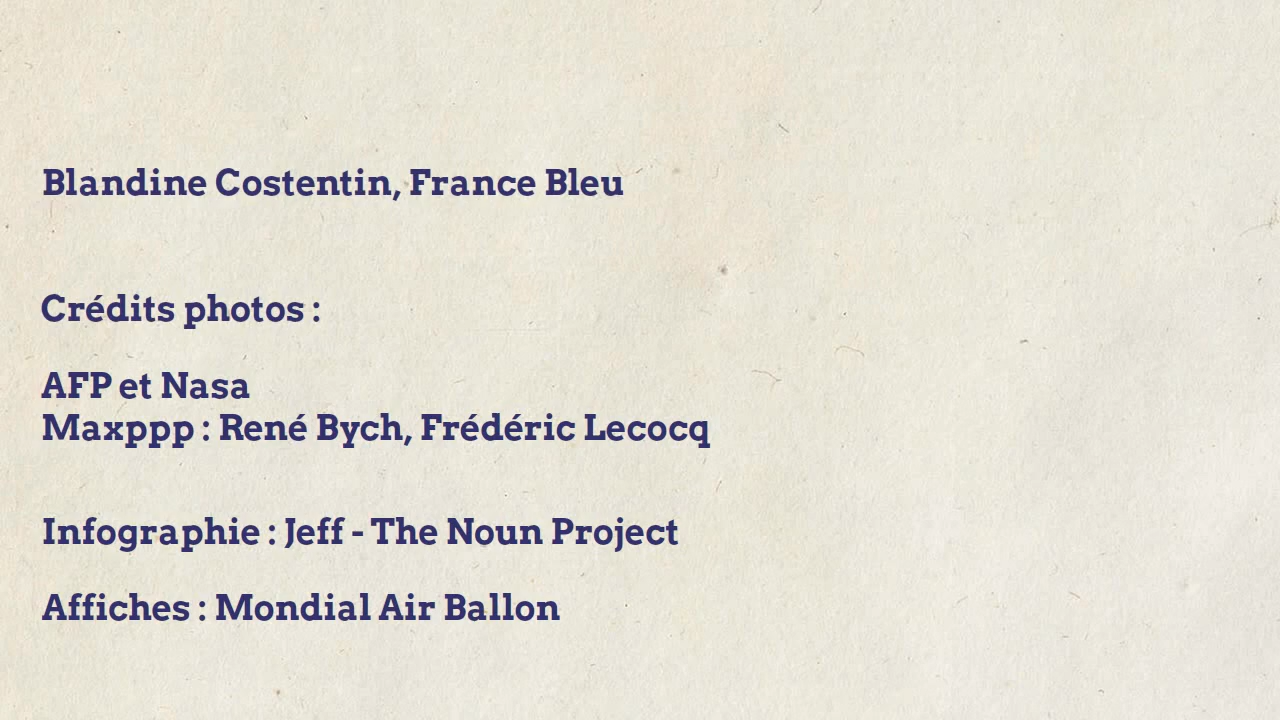 Blandine Costentin, France Bleu
Crédits photos :
AFP et Nasa
Maxppp : René Bych, Frédéric Lecocq
Infographie : Jeff - The Noun Project
Affiches : Mondial Air Ballon